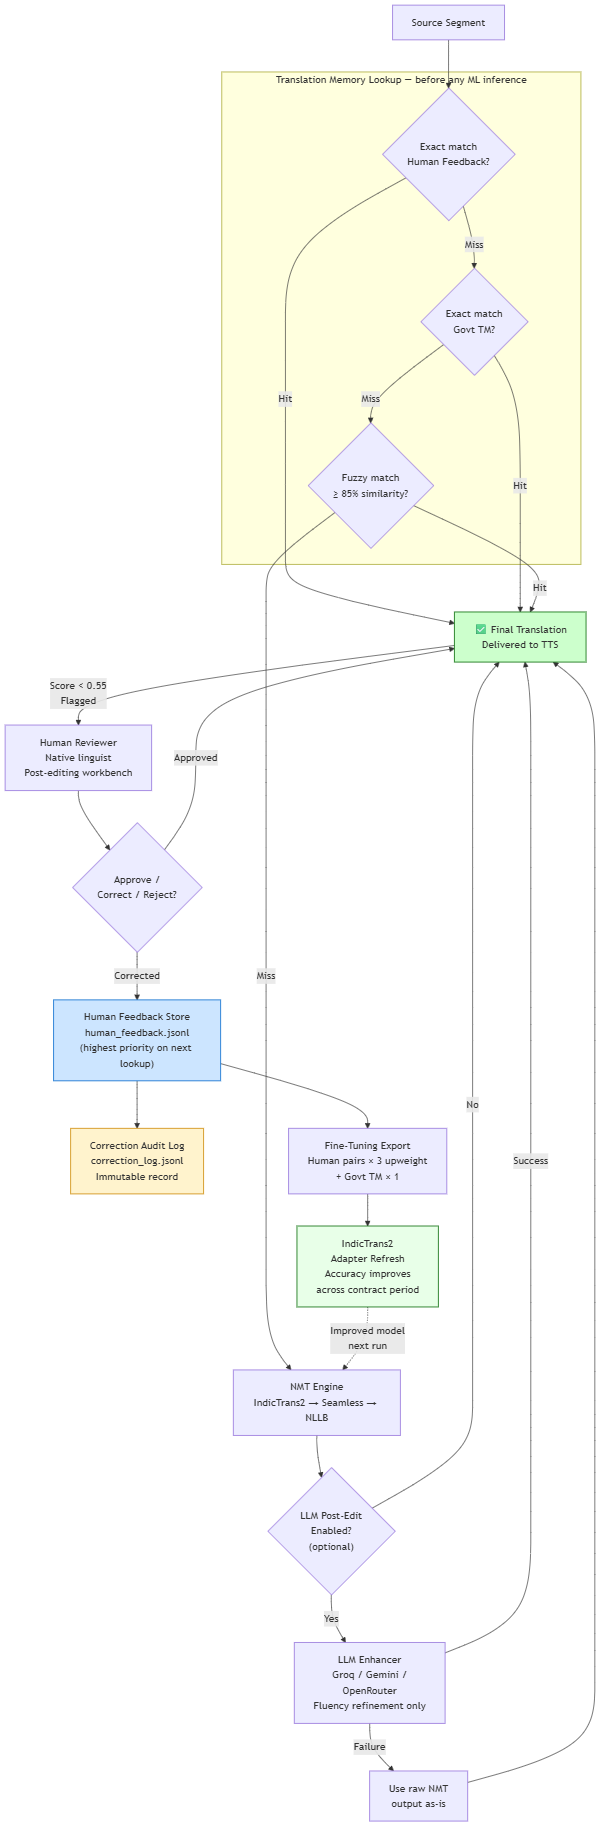 Source Segment
Translation Memory Lookup — before any ML inference
Exact match
Human Feedback?
Miss
Exact match
Govt TM?
Hit
Miss
Fuzzy match
≥ 85% similarity?
Hit
Hit
✅ Final Translation
Delivered to TTS
Score < 0.55
Flagged
Human Reviewer
Native linguist
Post-editing workbench
Approved
Approve /
Correct / Reject?
Corrected
Miss
Human Feedback Store
human_feedback.jsonl
(highest priority on next
lookup)
No
Correction Audit Log
correction_log.jsonl
Immutable record
Fine-Tuning Export
Human pairs × 3 upweight
+ Govt TM × 1
Success
IndicTrans2
Adapter Refresh
Accuracy improves
across contract period
Improved model
next run
NMT Engine
IndicTrans2 → Seamless →
NLLB
LLM Post-Edit
Enabled?
(optional)
Yes
LLM Enhancer
Groq / Gemini /
OpenRouter
Fluency refinement only
Failure
Use raw NMT
output as-is